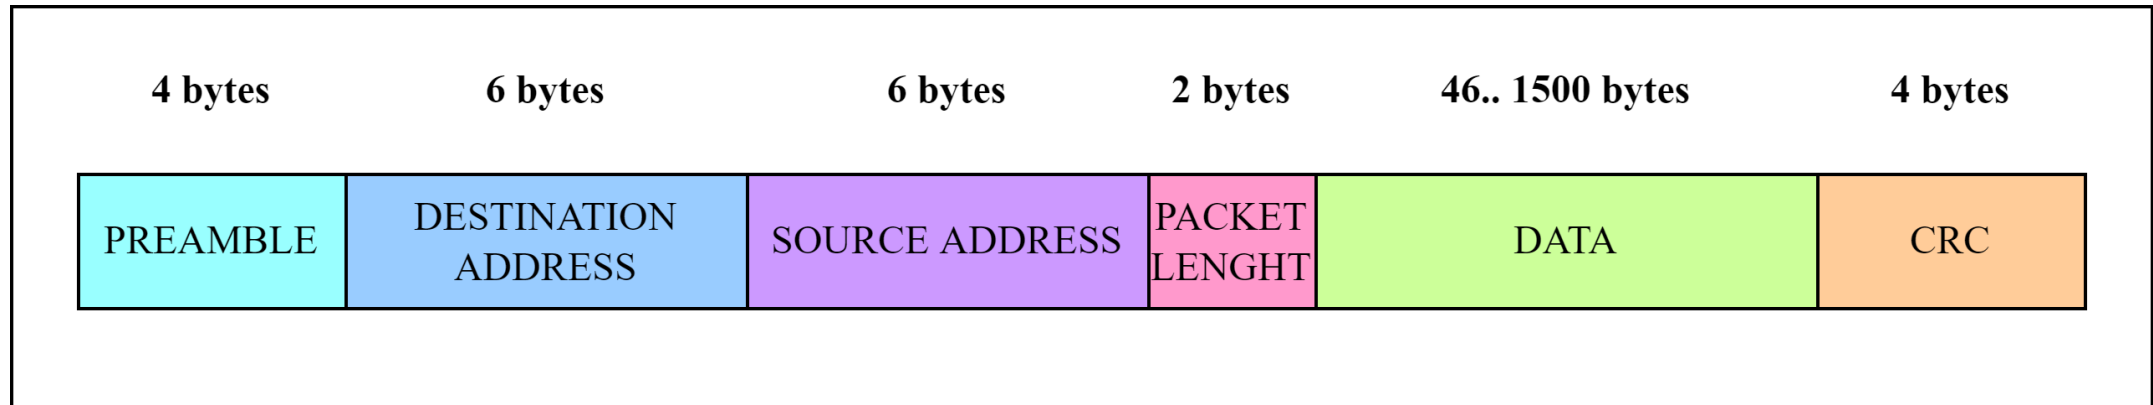 4 bytes 6 bytes 6 bytes 2 bytes 46.. 1500 bytes 4 bytes
PREAMBLE
DESTINATION
ADDRESS
SOURCE ADDRESS
PACKET
LENGHT
DATA
CRC